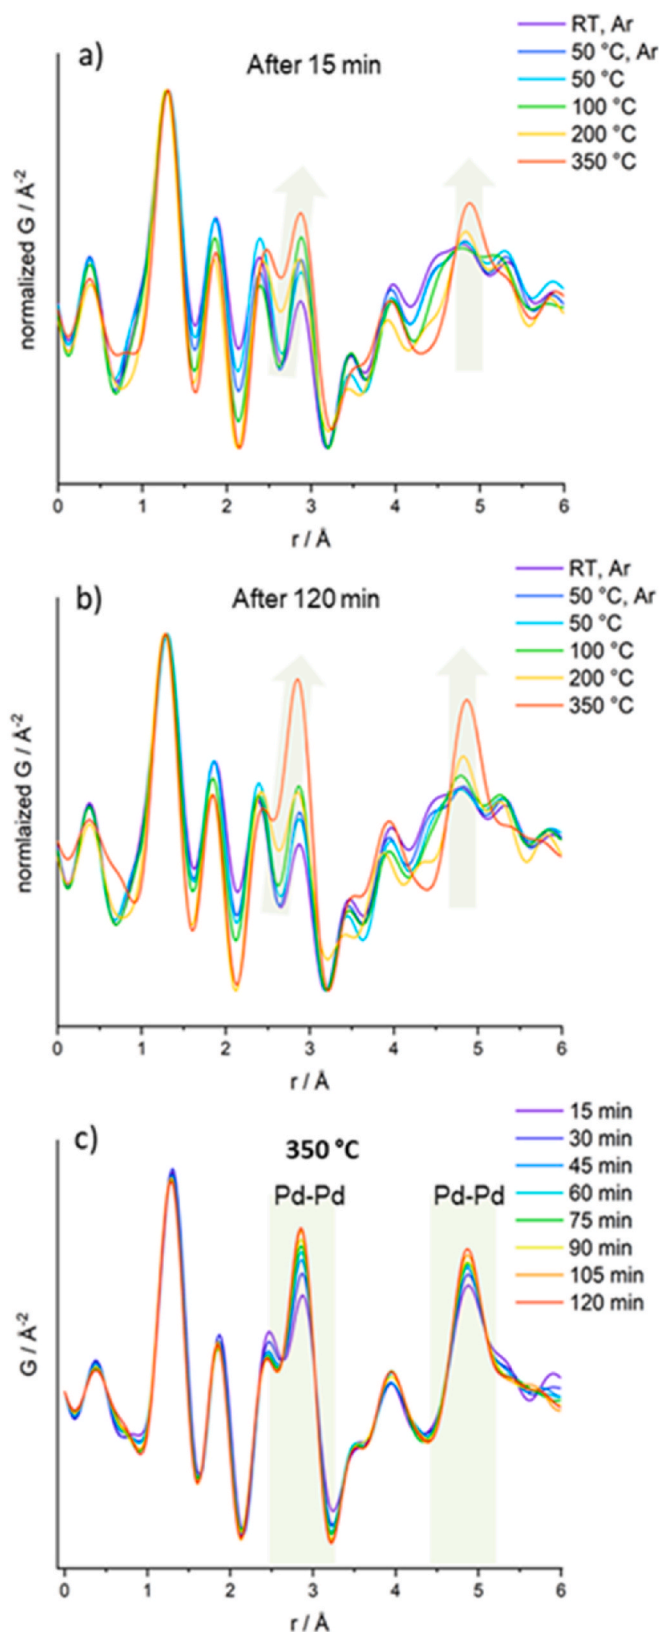 a)
After 15 min
RT, Ar
50 °C, Ar
50 °C
100 °C
200 °C
350 °C
normalized G / Å-2
0 1 2 3 4 5 6
r / Å
b)
After 120 min
RT, Ar
50 °C, Ar
50 °C
100 °C
200 °C
350 °C
normlaized G / Å-2
0 1 2 3 4 5 6
r / Å
c)
350 °C
Pd-Pd Pd-Pd
15 min
30 min
45 min
60 min
75 min
90 min
105 min
120 min
G / Å-2
0 1 2 3 4 5 6
r / Å